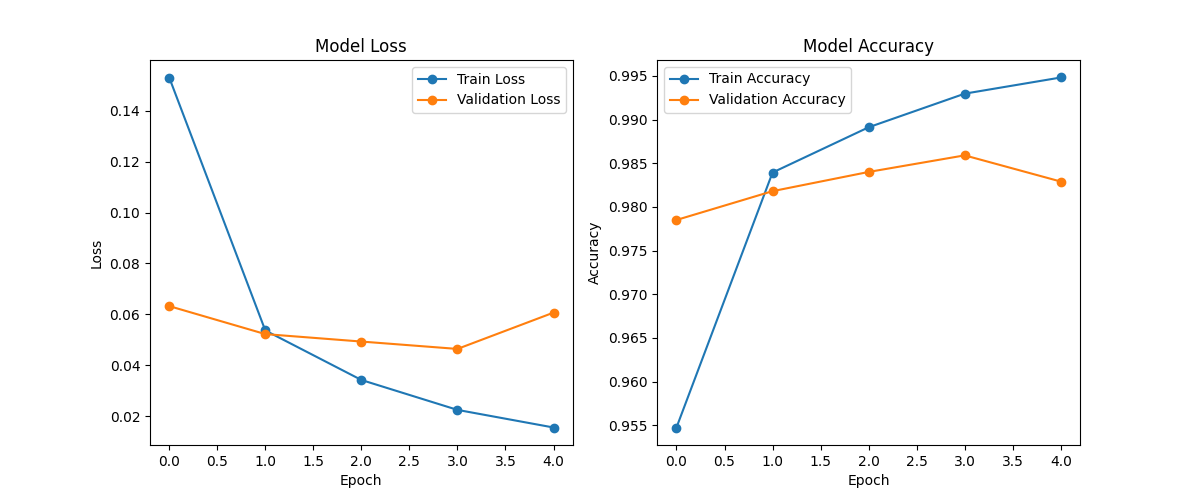 Model Loss
Train Loss
Validation Loss
0.14
0.12
0.10
0.08
0.06
0.04
0.02
Loss
0.0 0.5 1.0 1.5 2.0 2.5 3.0 3.5 4.0
Epoch
Model Accuracy
Train Accuracy
Validation Accuracy
0.995
0.990
0.985
0.980
0.975
0.970
0.965
0.960
0.955
Accuracy
0.0 0.5 1.0 1.5 2.0 2.5 3.0 3.5 4.0
Epoch